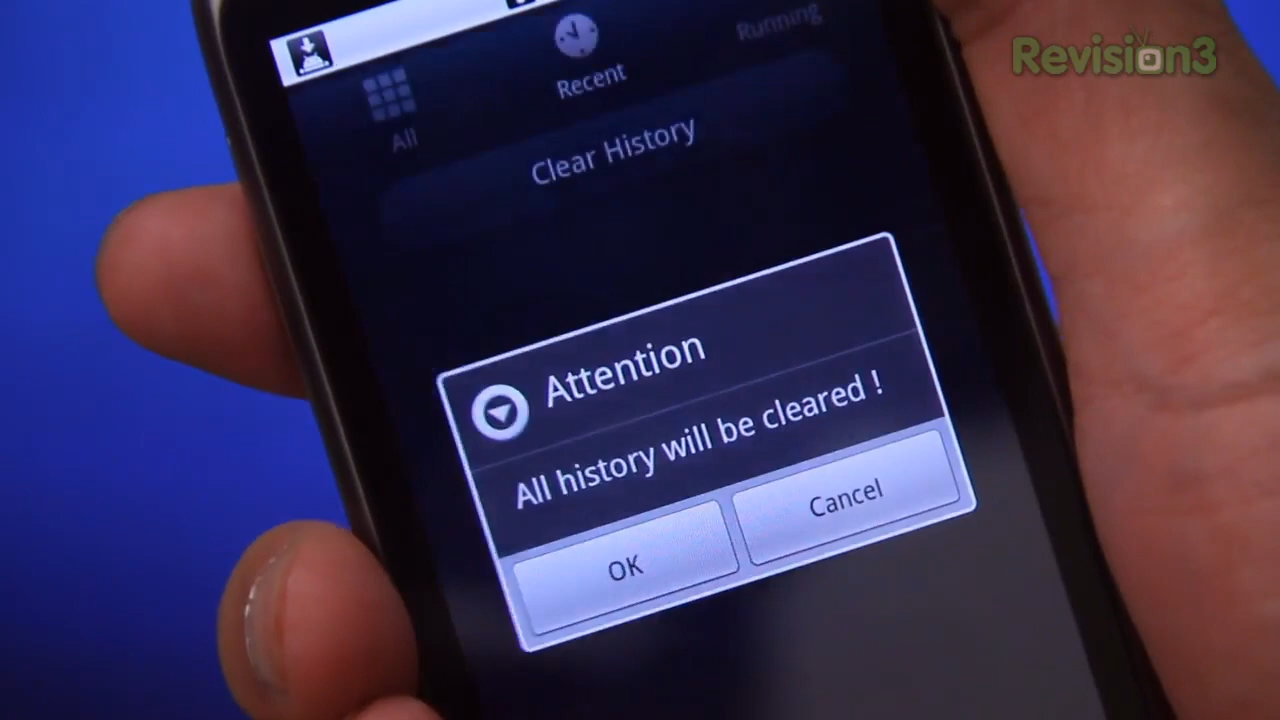 Revision3
Running
Recent
All
Clear History
Attention
All history will be cleared !
OK
Cancel